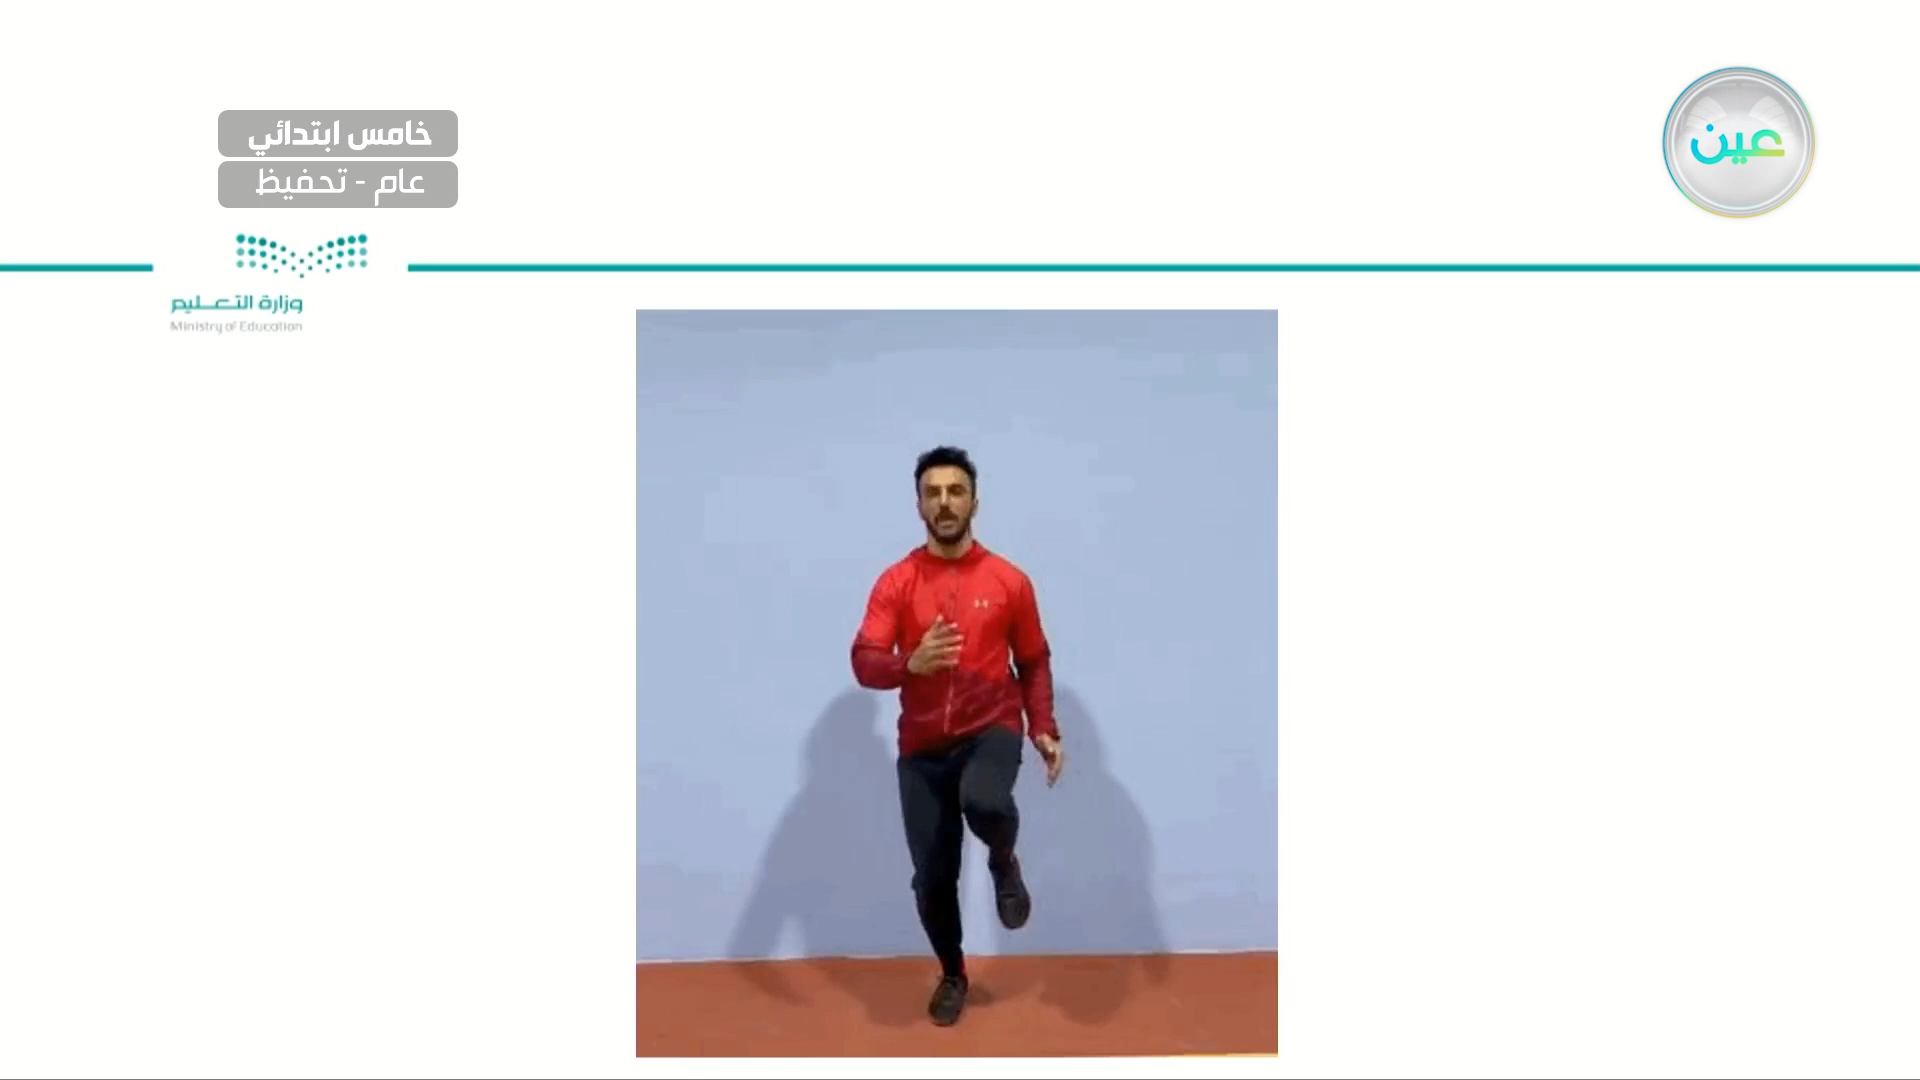 خامس ابتدائي
عام - تحفيظ
عين
وزارة التعليم
Ministry of Education